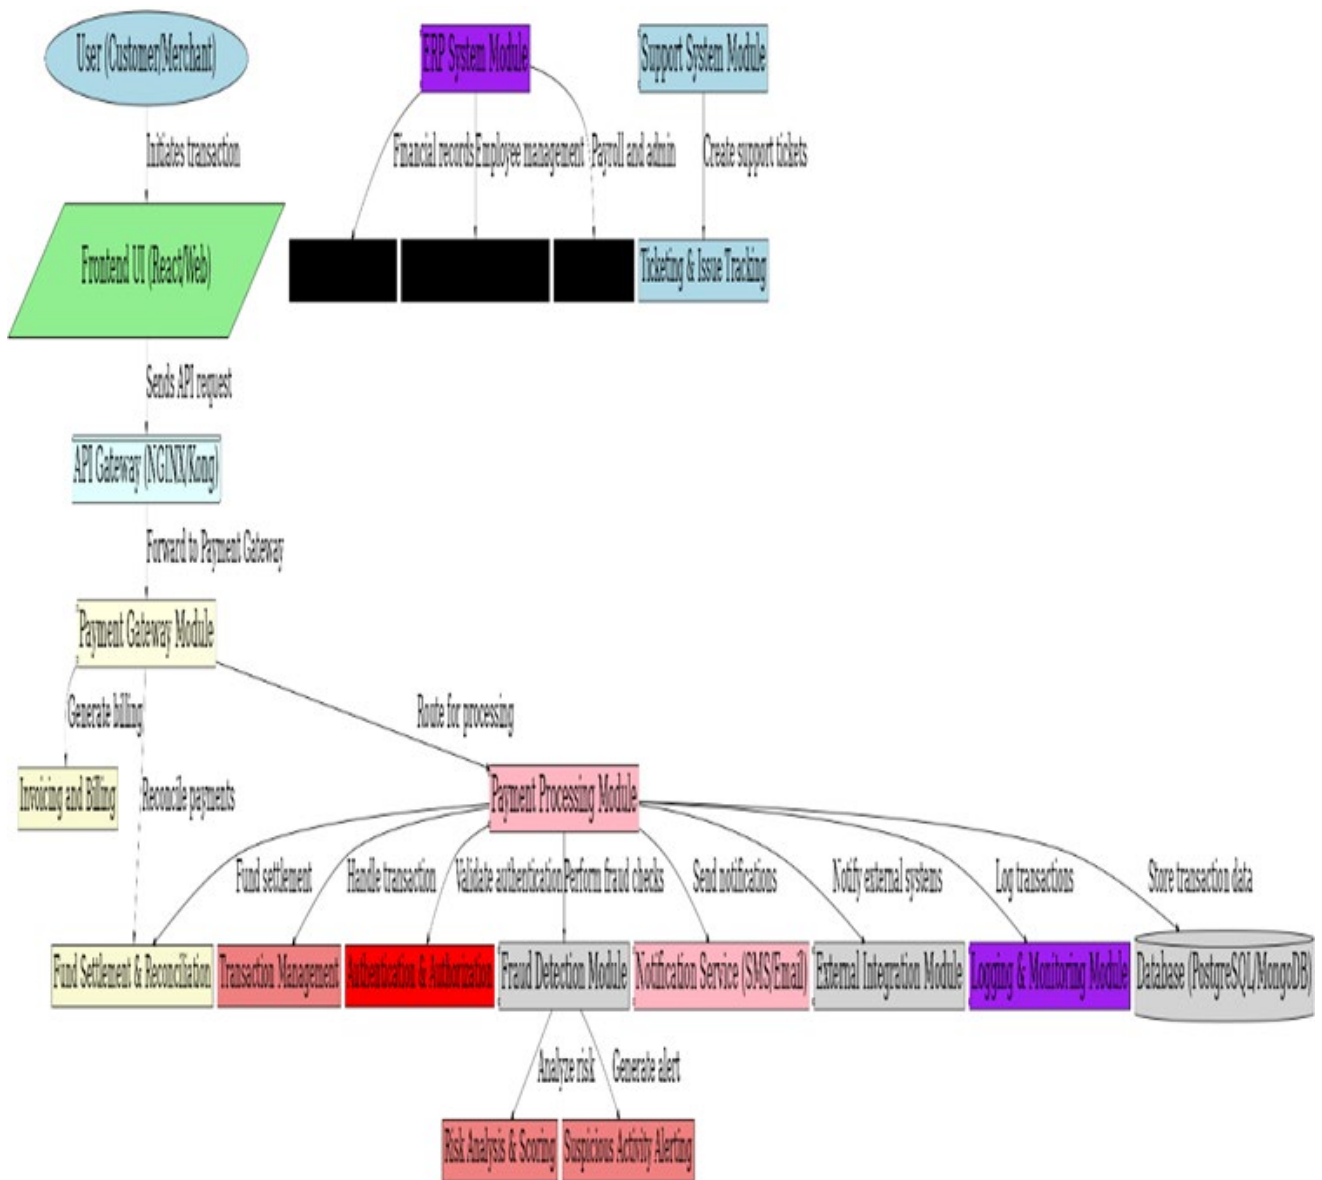 User (Customer/Merchant)
ERP System Module
Support System Module
Initiates transaction
Financial records
Employee management
Payroll and admin
Create support tickets
Frontend UI (React/Web)
Ticketing & Issue Tracking
Sends API request
API Gateway (NGINX/Kong)
Forward to Payment Gateway
Payment Gateway Module
Generate billing
Route for processing
Invoicing and Billing
Reconcile payments
Payment Processing Module
Fund settlement
Handle transaction
Validate authentication
Perform fraud checks
Send notifications
Notify external systems
Log transactions
Store transaction data
Fund Settlement & Reconciliation
Transaction Management
Authentication & Authorization
Fraud Detection Module
Notification Service (SMS/Email)
External Integration Module
Logging & Monitoring Module
Database (PostgreSQL/MongoDB)
Analyze risk
Generate alert
Risk Analysis & Scoring
Suspicious Activity Alerting